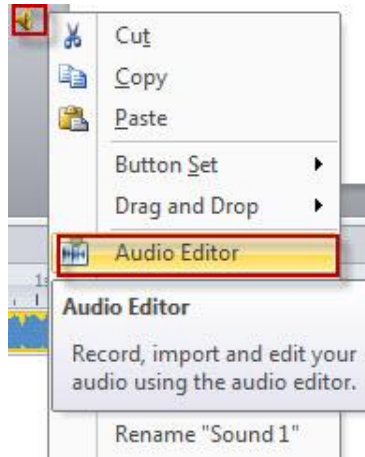 Cut
Copy
Paste
Button Set
Drag and Drop
Audio Editor
Audio Editor
Record, import and edit your
audio using the audio editor.
Rename "Sound 1"